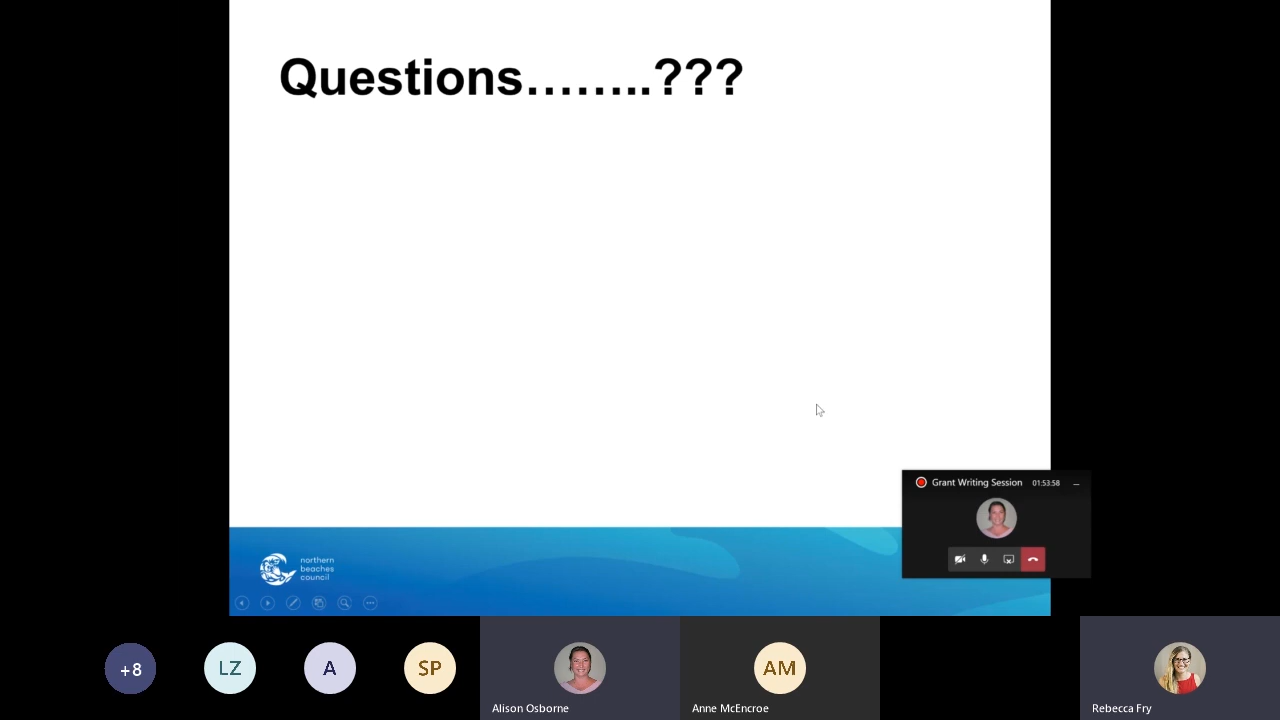 Questions……..???
Grant Writing Session 01:53:58
northern
beaches
council
+8
LZ
A
SP
AM
Alison Osborne
Anne McEncroe
Rebecca Fry